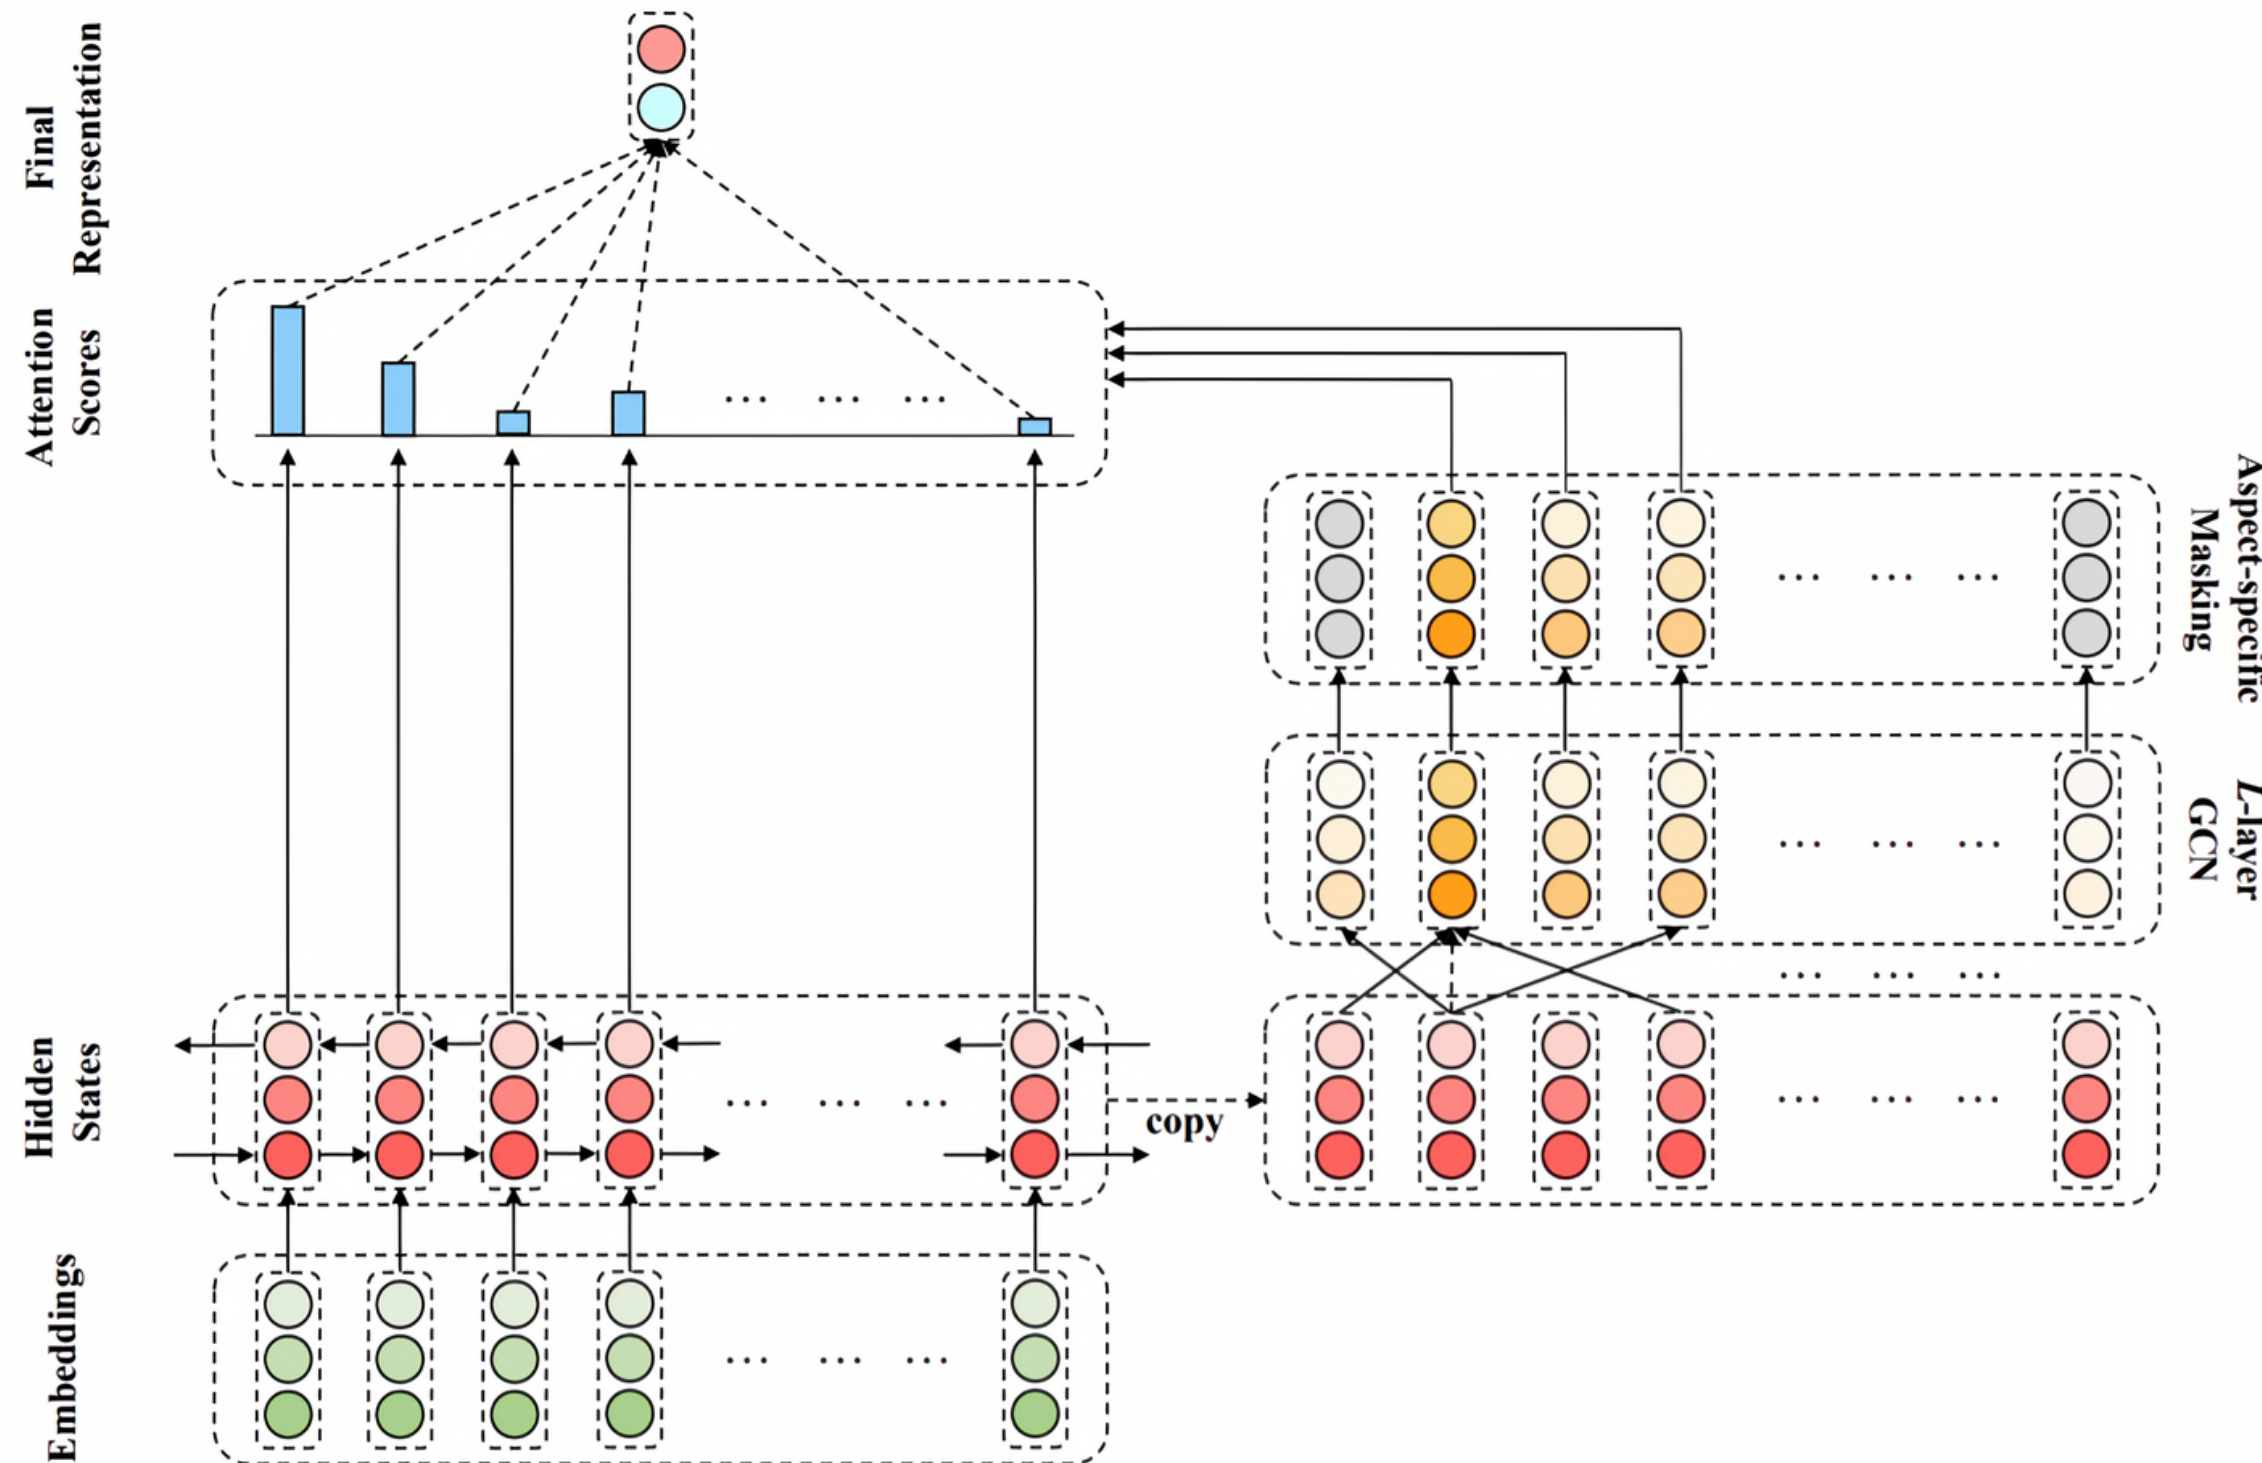 Final
Representation
Attention
Scores
... ... ...
Aspect-specific
Masking
... ... ...
L-layer
GCN
... ... ...
... ... ...
Hidden
States
... ... ...
copy
... ... ...
Embeddings
... ... ...